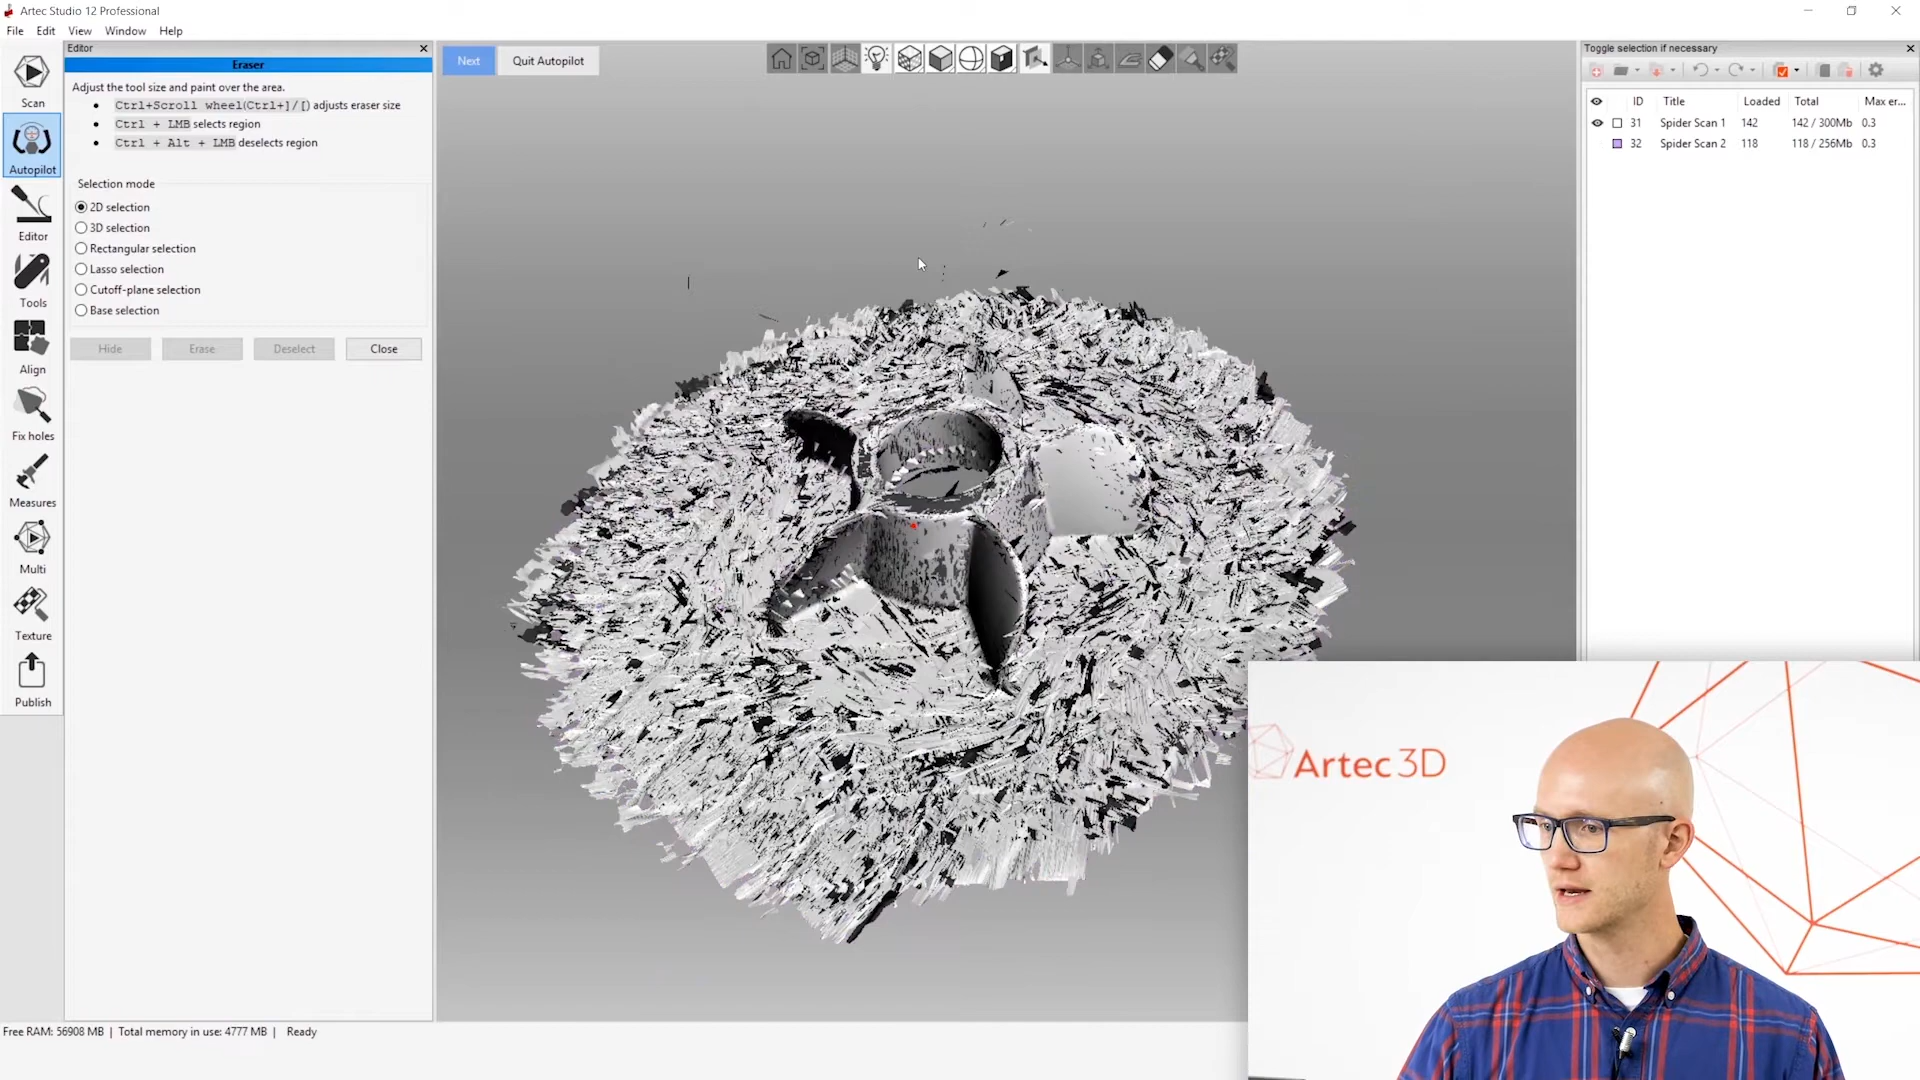 Artec Studio 12 Professional
File Edit View Window Help
Editor
Eraser
Adjust the tool size and paint over the area.
Ctrl+Scroll wheel(Ctrl+]/[) adjusts eraser size
Ctrl + LMB selects region
Ctrl + Alt + LMB deselects region
Selection mode
2D selection
3D selection
Rectangular selection
Lasso selection
Cutoff-plane selection
Base selection
Hide Erase Deselect Close
Scan
Autopilot
Editor
Tools
Align
Fix holes
Measures
Multi
Texture
Publish
Next Quit Autopilot
Toggle selection if necessary
ID Title Loaded Total Max er...
31 Spider Scan 1 142 142 / 300Mb 0.3
32 Spider Scan 2 118 118 / 256Mb 0.3
Artec 3D
Free RAM: 56908 MB | Total memory in use: 4777 MB | Ready